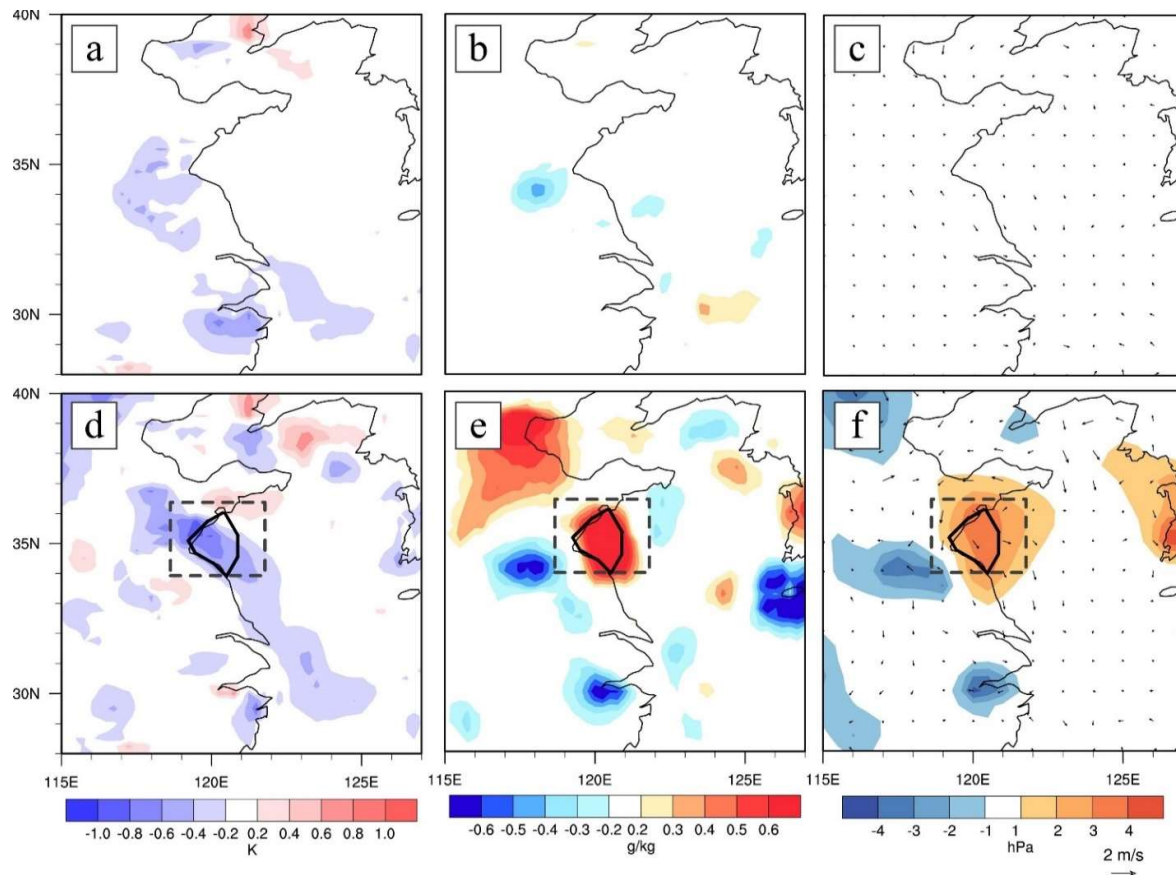 40N
a
b
c
35N
30N
40N
d
e
f
35N
30N
115E 120E 125E 115E 120E 125E 115E 120E 125E
-1.0 -0.8 -0.6 -0.4 -0.2 0.2 0.4 0.6 0.8 1.0
K
-0.6 -0.5 -0.4 -0.3 -0.2 0.2 0.3 0.4 0.5 0.6
g/kg
-4 -3 -2 -1 1 2 3 4
hPa
2 m/s